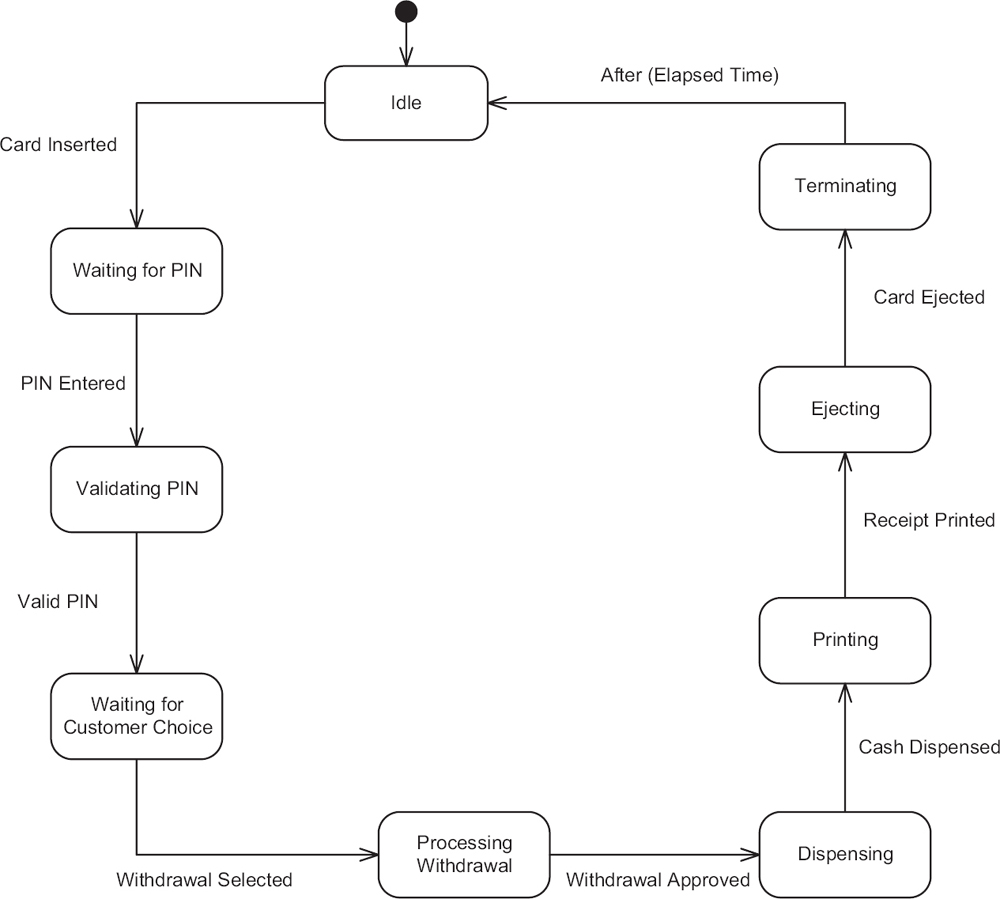 After (Elapsed Time)
Idle
Card Inserted
Terminating
Waiting for PIN
Card Ejected
PIN Entered
Ejecting
Validating PIN
Receipt Printed
Valid PIN
Printing
Waiting for
Customer Choice
Cash Dispensed
Processing
Withdrawal
Dispensing
Withdrawal Selected
Withdrawal Approved